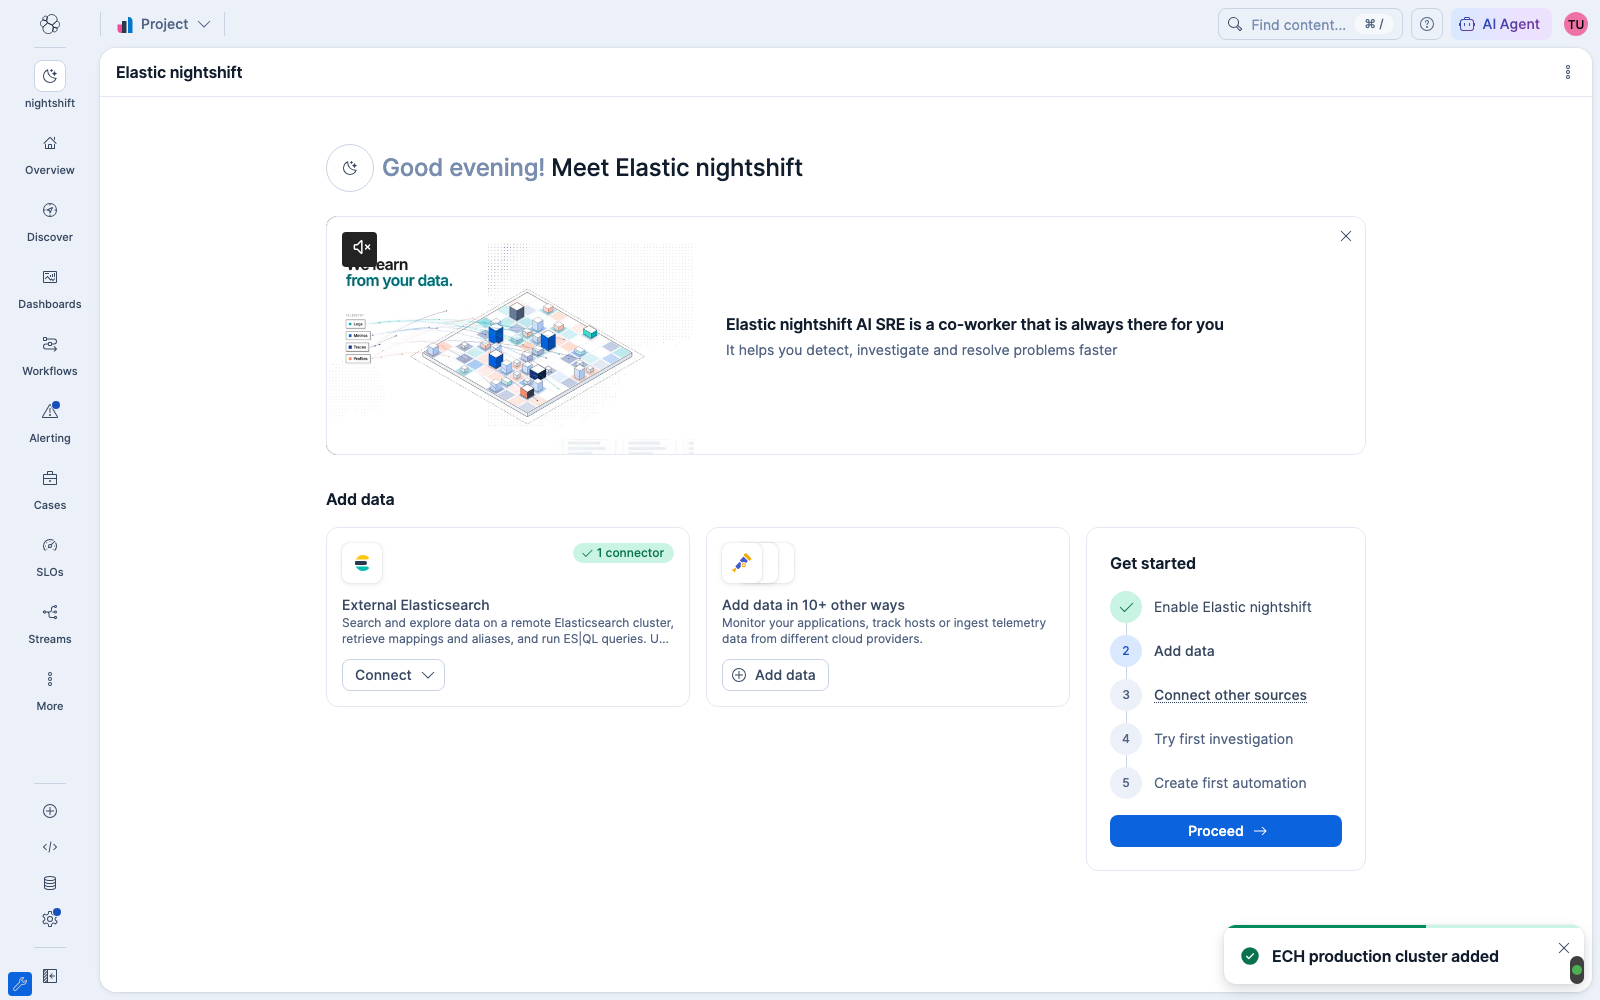 Project
Find content...
⌘ /
AI Agent
TU
nightshift
Overview
Discover
Dashboards
Workflows
Alerting
Cases
SLOs
Streams
More
Elastic nightshift
Good evening! Meet Elastic nightshift
We learn
from your data.
Logs
Metrics
Traces
Profiles
Elastic nightshift AI SRE is a co-worker that is always there for you
It helps you detect, investigate and resolve problems faster
Add data
1 connector
External Elasticsearch
Search and explore data on a remote Elasticsearch cluster,
retrieve mappings and aliases, and run ES|QL queries. U...
Connect
Add data in 10+ other ways
Monitor your applications, track hosts or ingest telemetry
data from different cloud providers.
Add data
Get started
Enable Elastic nightshift
2 Add data
3 Connect other sources
4 Try first investigation
5 Create first automation
Proceed
ECH production cluster added